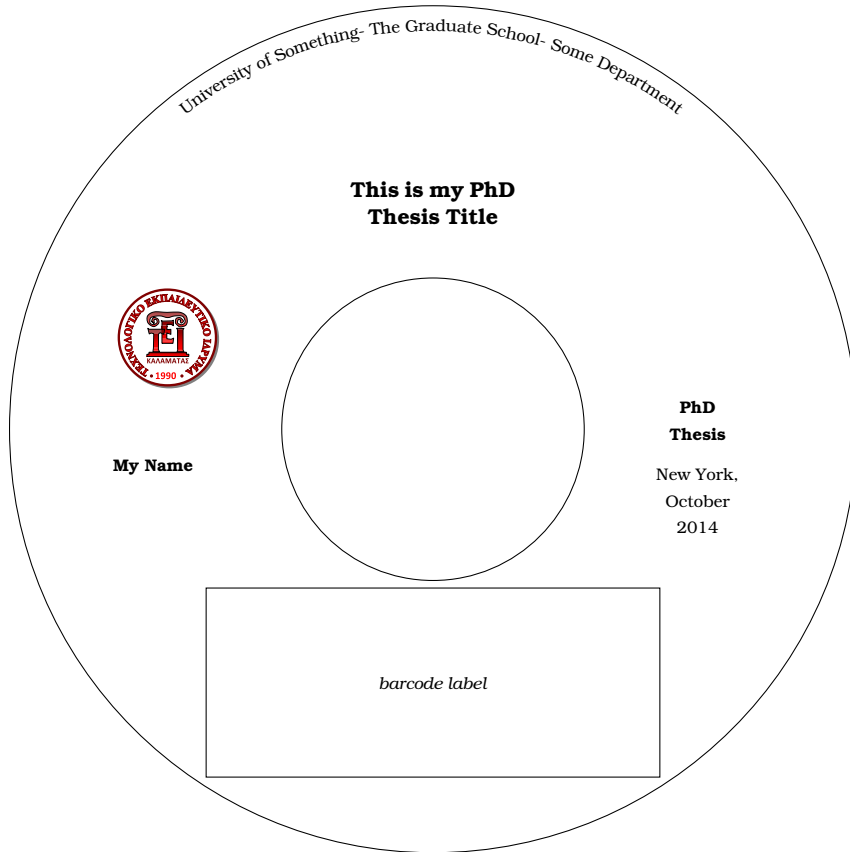 University of Something- The Graduate School- Some Department
This is my PhD
Thesis Title
ΤΕΧΝΟΛΟΓΙΚΟ ΕΚΠΑΙΔΕΥΤΙΚΟ ΙΔΡΥΜΑ
ΤΕΙ
ΚΑΛΑΜΑΤΑΣ
• 1990 •
My Name
PhD
Thesis
New York,
October
2014
barcode label